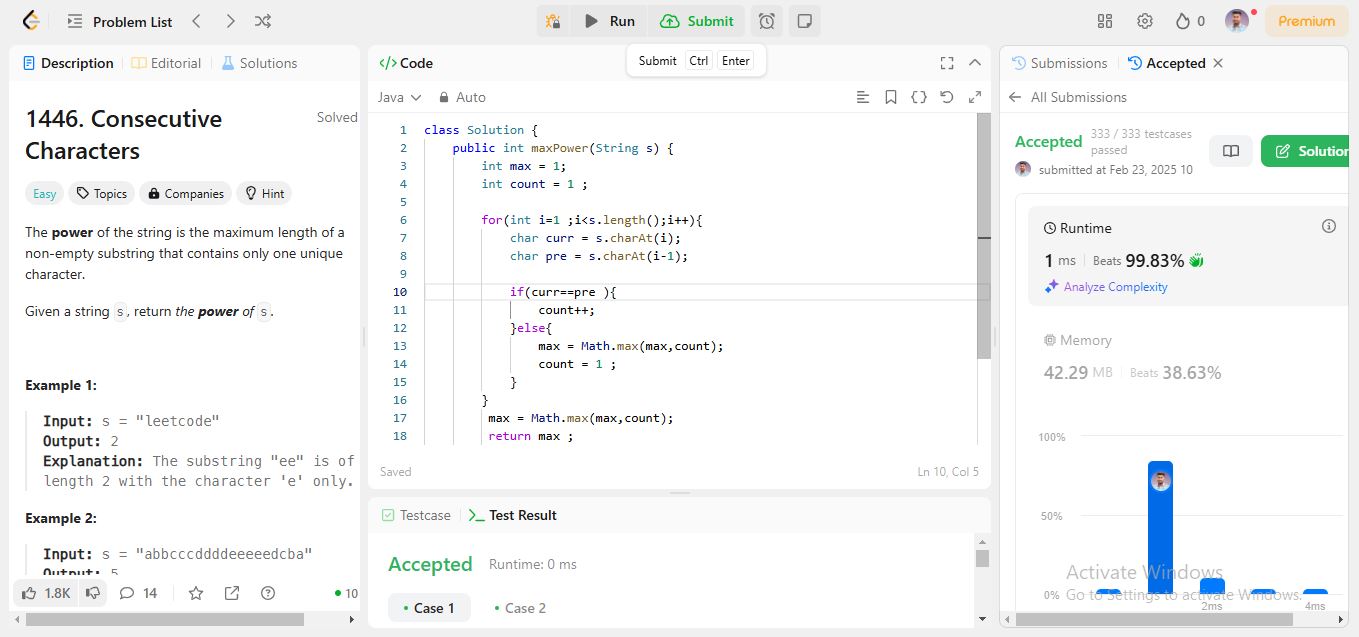 Problem List
Run
Submit
0
Premium
Description
Editorial
Solutions
1446. Consecutive
Characters
Solved
Easy
Topics
Companies
Hint
The power of the string is the maximum length of a
non-empty substring that contains only one unique
character.
Given a string s, return the power of s.
Example 1:
Input: s = "leetcode"
Output: 2
Explanation: The substring "ee" is of
length 2 with the character 'e' only.
Example 2:
Input: s = "abbcccddddeeeeedcba"
Output: 5
1.8K
14
10
</> Code
Submit Ctrl Enter
Java
Auto
1 class Solution {
2 public int maxPower(String s) {
3 int max = 1;
4 int count = 1 ;
5
6 for(int i=1 ;i<s.length();i++){
7 char curr = s.charAt(i);
8 char pre = s.charAt(i-1);
9
10 if(curr==pre ){
11 count++;
12 }else{
13 max = Math.max(max,count);
14 count = 1 ;
15 }
16 }
17 max = Math.max(max,count);
18 return max ;
Saved
Ln 10, Col 5
Testcase
Test Result
Accepted
Runtime: 0 ms
Case 1
Case 2
Submissions
Accepted
All Submissions
Accepted
333 / 333 testcases
passed
submitted at Feb 23, 2025 10
Solution
Runtime
1 ms
Beats 99.83%
Analyze Complexity
Memory
42.29 MB
Beats 38.63%
100%
50%
0%
2ms
4ms
Activate Windows
Go to Settings to activate Windows.